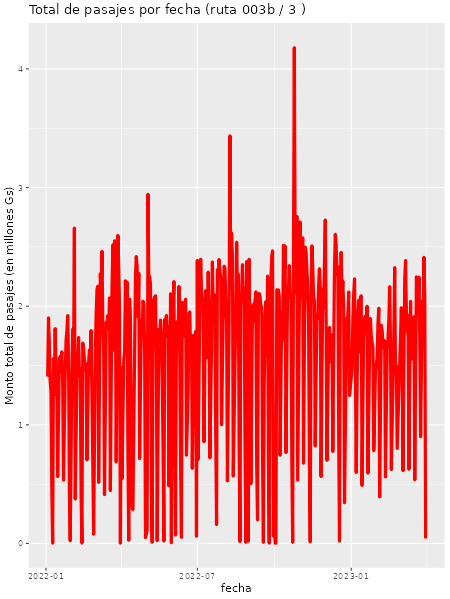 Total de pasajes por fecha (ruta 003b / 3 )
Monto total de pasajes (en millones Gs)
4
3
2
1
0
2022-01 2022-07 2023-01
fecha